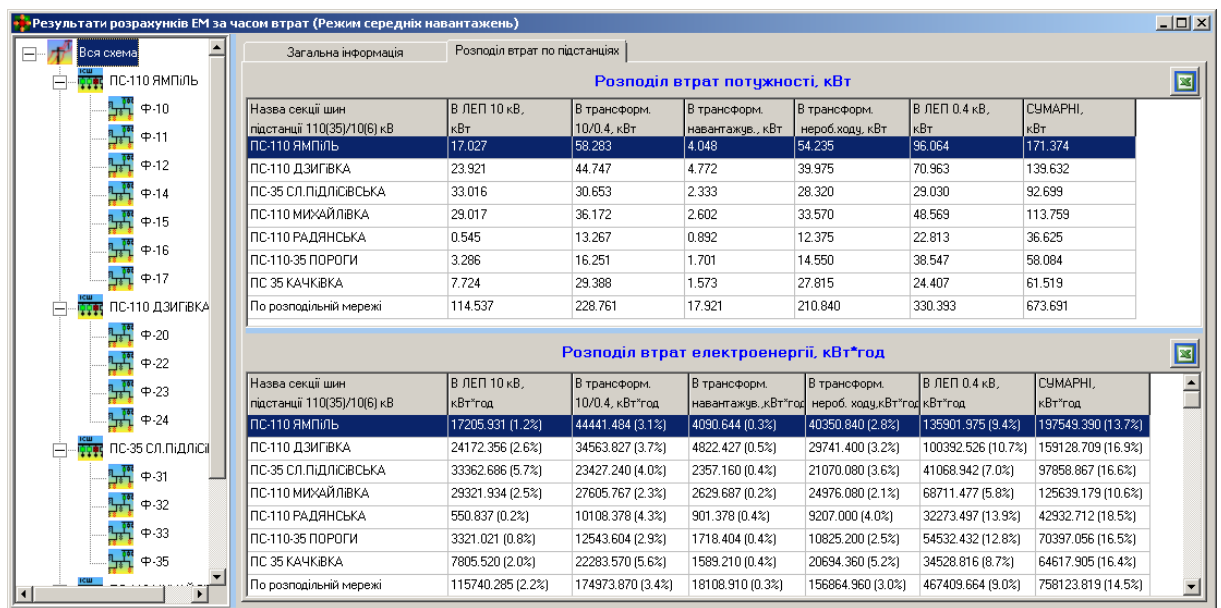 Результати розрахунків ЕМ за часом втрат (Режим середніх навантажень)
Вся схема
ПС-110 ЯМПіЛЬ
Ф-10
Ф-11
Ф-12
Ф-14
Ф-15
Ф-16
Ф-17
ПС-110 ДЗИГіВКА
Ф-20
Ф-22
Ф-23
Ф-24
ПС-35 СЛ.ПіДЛіСі
Ф-31
Ф-32
Ф-33
Ф-35
Загальна інформація Розподіл втрат по підстанціях
Розподіл втрат потужності, кВт
Назва секції шин В ЛЕП 10 кВ, В трансформ. В трансформ. В трансформ. В ЛЕП 0.4 кВ, СУМАРНІ,
підстанції 110(35)/10(6) кВ кВт 10/0.4, кВт навантажув., кВт нероб.ходу, кВт кВт кВт
ПС-110 ЯМПіЛЬ 17.027 58.283 4.048 54.235 96.064 171.374
ПС-110 ДЗИГіВКА 23.921 44.747 4.772 39.975 70.963 139.632
ПС-35 СЛ.ПіДЛіСіВСЬКА 33.016 30.653 2.333 28.320 29.030 92.699
ПС-110 МИХАЙЛіВКА 29.017 36.172 2.602 33.570 48.569 113.759
ПС-110 РАДЯНСЬКА 0.545 13.267 0.892 12.375 22.813 36.625
ПС-110-35 ПОРОГИ 3.286 16.251 1.701 14.550 38.547 58.084
ПС 35 КАЧКіВКА 7.724 29.388 1.573 27.815 24.407 61.519
По розподільній мережі 114.537 228.761 17.921 210.840 330.393 673.691
Розподіл втрат електроенергії, кВт*год
Назва секції шин В ЛЕП 10 кВ, В трансформ. В трансформ. В трансформ. В ЛЕП 0.4 кВ, СУМАРНІ,
підстанції 110(35)/10(6) кВ кВт*год 10/0.4, кВт*год навантажув.,кВт*год нероб. ходу,кВт*год кВт*год кВт*год
ПС-110 ЯМПіЛЬ 17205.931 (1.2%) 44441.484 (3.1%) 4090.644 (0.3%) 40350.840 (2.8%) 135901.975 (9.4%) 197549.390 (13.7%)
ПС-110 ДЗИГіВКА 24172.356 (2.6%) 34563.827 (3.7%) 4822.427 (0.5%) 29741.400 (3.2%) 100392.526 (10.7%) 159128.709 (16.9%)
ПС-35 СЛ.ПіДЛіСіВСЬКА 33362.686 (5.7%) 23427.240 (4.0%) 2357.160 (0.4%) 21070.080 (3.6%) 41068.942 (7.0%) 97858.867 (16.6%)
ПС-110 МИХАЙЛіВКА 29321.934 (2.5%) 27605.767 (2.3%) 2629.687 (0.2%) 24976.080 (2.1%) 68711.477 (5.8%) 125639.179 (10.6%)
ПС-110 РАДЯНСЬКА 550.837 (0.2%) 10108.378 (4.3%) 901.378 (0.4%) 9207.000 (4.0%) 32273.497 (13.9%) 42932.712 (18.5%)
ПС-110-35 ПОРОГИ 3321.021 (0.8%) 12543.604 (2.9%) 1718.404 (0.4%) 10825.200 (2.5%) 54532.432 (12.8%) 70397.056 (16.5%)
ПС 35 КАЧКіВКА 7805.520 (2.0%) 22283.570 (5.6%) 1589.210 (0.4%) 20694.360 (5.2%) 34528.816 (8.7%) 64617.905 (16.4%)
По розподільній мережі 115740.285 (2.2%) 174973.870 (3.4%) 18108.910 (0.3%) 156864.960 (3.0%) 467409.664 (9.0%) 758123.819 (14.5%)